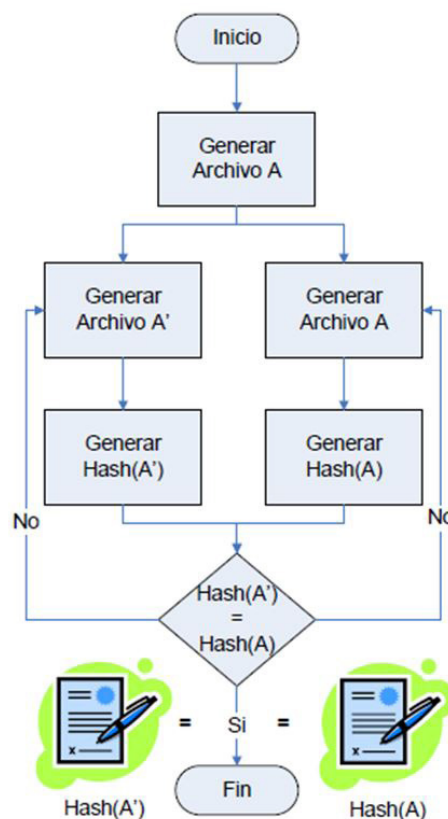 Inicio
Generar
Archivo A
Generar
Archivo A’
Generar
Archivo A
Generar
Hash(A’)
Generar
Hash(A)
No
No
Hash(A’)
=
Hash(A)
= Si =
x
Fin
Hash(A’)
Hash(A)